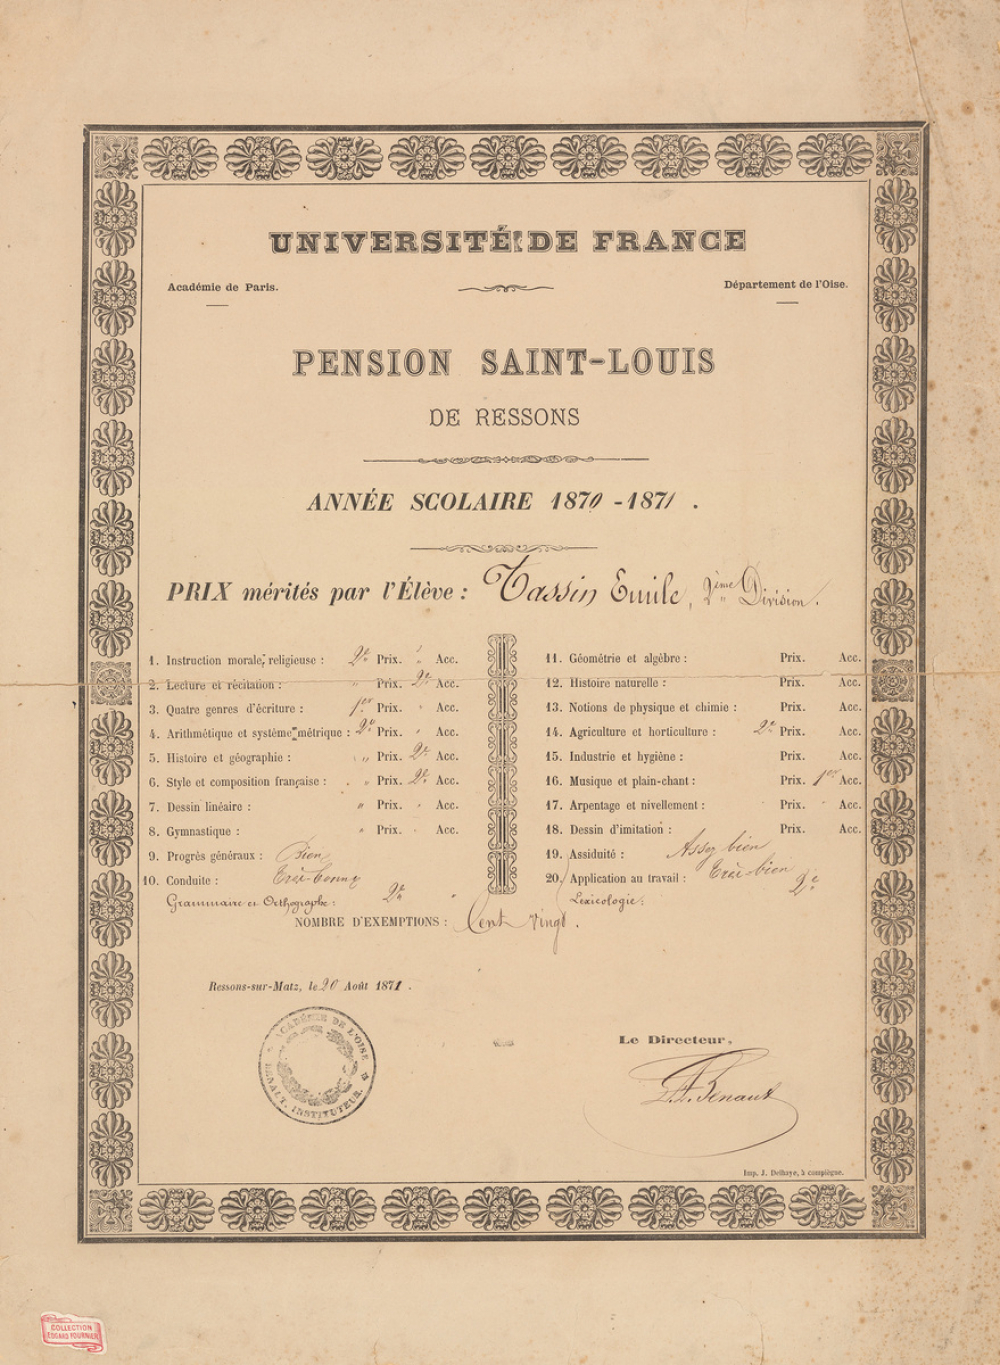 UNIVERSITÉ DE FRANCE
Académie de Paris.
Département de l'Oise.
PENSION SAINT-LOUIS
DE RESSONS
ANNÉE SCOLAIRE 1870 - 1871 .
PRIX mérités par l'Élève : Tassin Emile, 2ème Division.
1. Instruction morale, religieuse : 2e Prix. " Acc.
2. Lecture et récitation : " Prix. 2e Acc.
3. Quatre genres d'écriture : 1er Prix. " Acc.
4. Arithmétique et système métrique : 2e Prix. " Acc.
5. Histoire et géographie : " Prix. 2e Acc.
6. Style et composition française : " Prix. 2e Acc.
7. Dessin linéaire : " Prix. " Acc.
8. Gymnastique : " Prix. " Acc.
9. Progrès généraux : Bien
10. Conduite : Très bonne
Grammaire et Orthographe : 2e "
11. Géométrie et algèbre : Prix. Acc.
12. Histoire naturelle : Prix. Acc.
13. Notions de physique et chimie : Prix. Acc.
14. Agriculture et horticulture : 2e Prix. Acc.
15. Industrie et hygiène : Prix. Acc.
16. Musique et plain-chant : Prix. 1er Acc.
17. Arpentage et nivellement : Prix. Acc.
18. Dessin d'imitation : Prix. Acc.
19. Assiduité : Assez bien
20. Application au travail : Très bien
Lexicologie : 2e
NOMBRE D'EXEMPTIONS : Cent vingt .
Ressons-sur-Matz, le 20 Août 1871 .
ACADÉMIE DE L'OISE
RENAUT, INSTITUTEUR.
Le Directeur,
Renaut
Imp. J. Delhaye, à compiègne.
COLLECTION
EDGARD FOURNIER